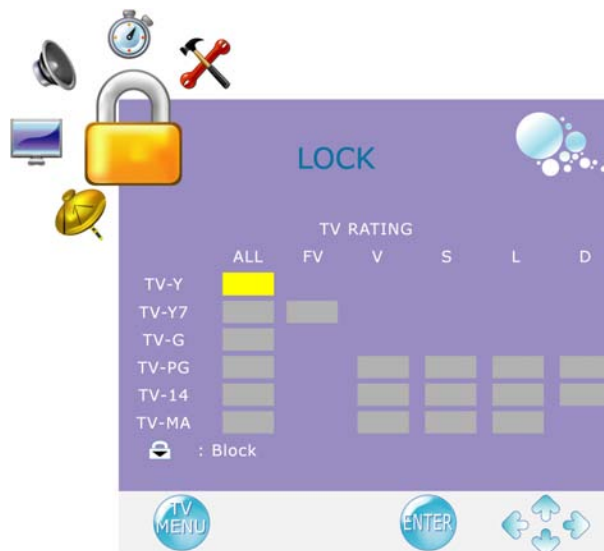 LOCK
TV RATING
ALL FV V S L D
TV-Y
TV-Y7
TV-G
TV-PG
TV-14
TV-MA
: Block
TV
MENU
ENTER